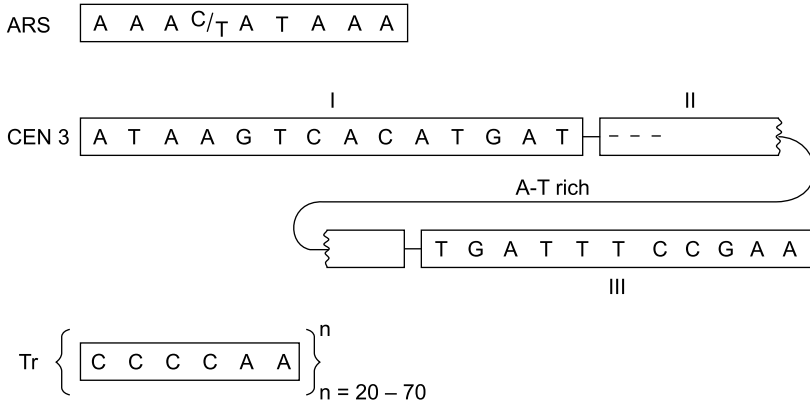 ARS A A A C/T A T A A A
I II
CEN 3 A T A A G T C A C A T G A T - - -
A-T rich
T G A T T T C C G A A
III
Tr { C C C C A A } n
n = 20 – 70